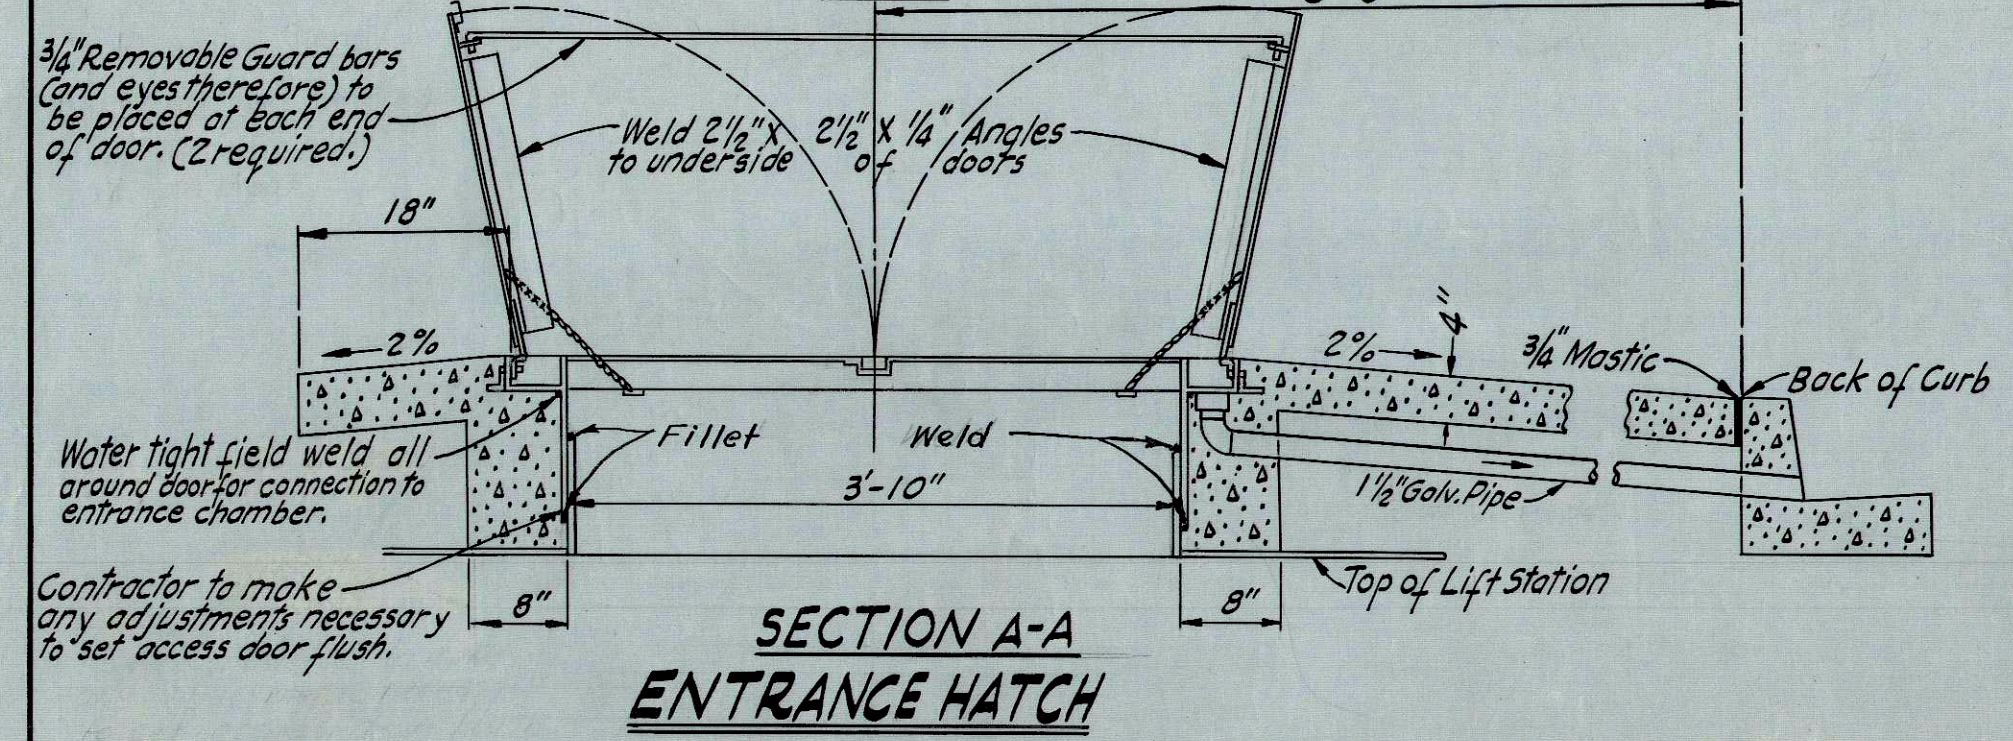 3/4" Removable Guard bars
(and eyes therefore) to
be placed at each end
of door. (2 required.)
Weld 2 1/2" X 2 1/2" X 1/4" Angles
to underside of doors
18"
2%
2%
4"
3/4" Mastic
Back of Curb
Water tight field weld all
around door for connection to
entrance chamber.
Fillet Weld
3'-10"
1 1/2" Galv. Pipe
Contractor to make
any adjustments necessary
to set access door flush.
8"
8"
Top of Lift Station
SECTION A-A
ENTRANCE HATCH